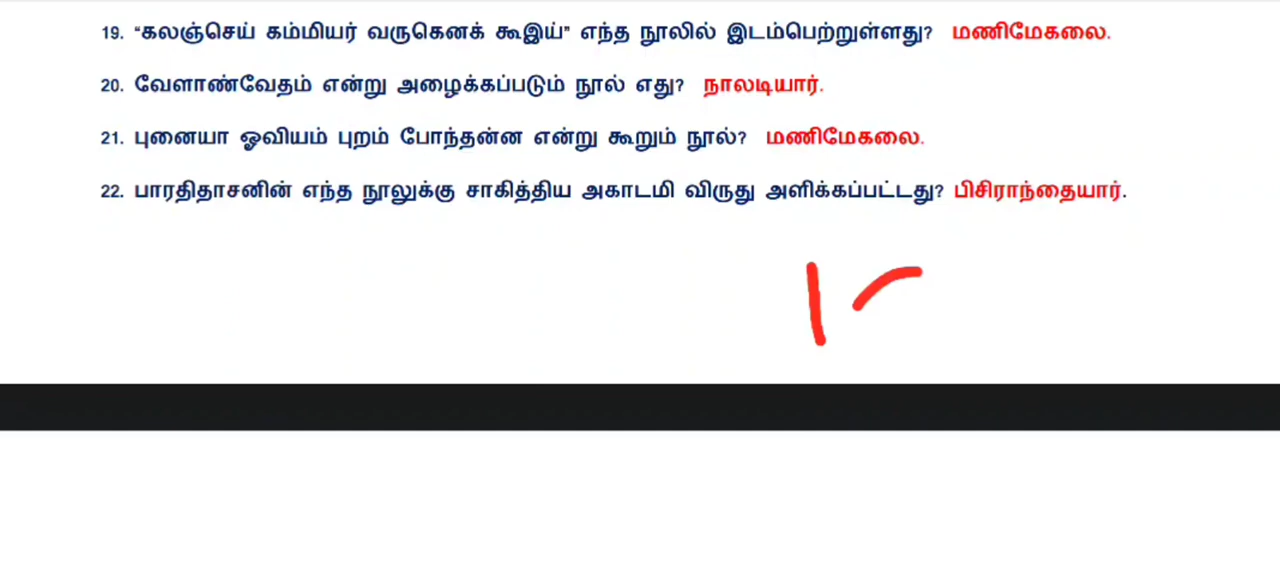 19. “கலஞ்செய் கம்மியர் வருகெனக் கூஇய்” எந்த நூலில் இடம்பெற்றுள்ளது? மணிமேகலை.
20. வேளாண்வேதம் என்று அழைக்கப்படும் நூல் எது? நாலடியார்.
21. புனையா ஓவியம் புறம் போந்தன்ன என்று கூறும் நூல்? மணிமேகலை.
22. பாரதிதாசனின் எந்த நூலுக்கு சாகித்திய அகாடமி விருது அளிக்கப்பட்டது? பிசிராந்தையார்.